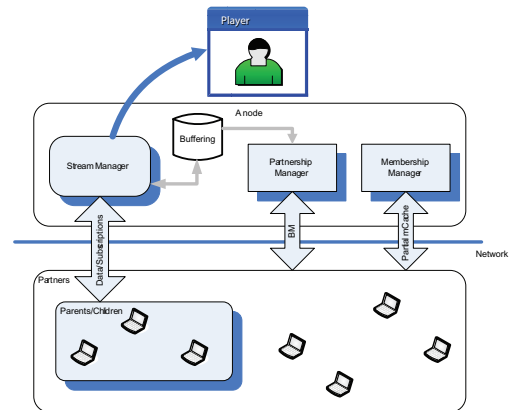 Player
A node
Buffering
Stream Manager
Partnership
Manager
Membership
Manager
Data/Subscriptions
BM
Partial mCache
Network
Partners
Parents/Children